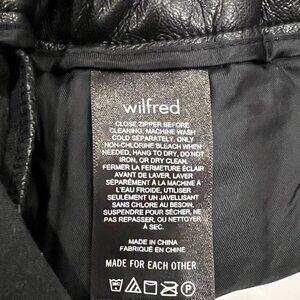 wilfred
CLOSE ZIPPER BEFORE
CLEANING, MACHINE WASH
COLD SEPARATELY, ONLY
NON-CHLORINE BLEACH WHEN
NEEDED, HANG TO DRY, DO NOT
IRON, OR DRY CLEAN.
FERMER LA FERMETURE ÉCLAIR
AVANT DE LAVER, LAVER
SÉPARÉMENT À LA MACHINE À
L'EAU FROIDE, UTILISER
SEULEMENT UN JAVELLISANT
SANS CHLORE AU BESOIN,
SUSPENDRE POUR SÉCHER, NE
PAS REPASSER, OU NETTOYER
À SEC.
MADE IN CHINA
FABRIQUÉ EN CHINE
MADE FOR EACH OTHER.